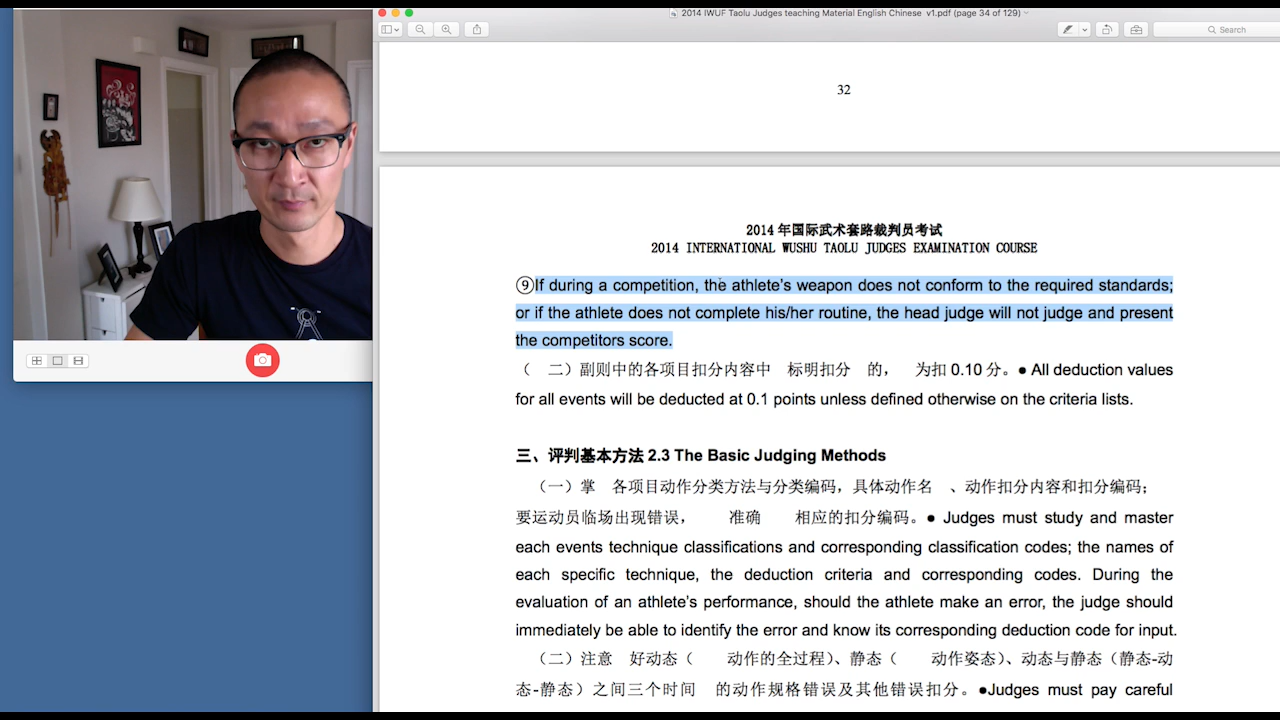 2014 IWUF Taolu Judges teaching Material English Chinese v1.pdf (page 34 of 129)
Search
32
2014 年国际武术套路裁判员考试
2014 INTERNATIONAL WUSHU TAOLU JUDGES EXAMINATION COURSE
⑨If during a competition, the athlete's weapon does not conform to the required standards;
or if the athlete does not complete his/her routine, the head judge will not judge and present
the competitors score.
（ 二）副则中的各项目扣分内容中 标明扣分 的， 为扣 0.10 分。● All deduction values
for all events will be deducted at 0.1 points unless defined otherwise on the criteria lists.
三、评判基本方法 2.3 The Basic Judging Methods
（一）掌 各项目动作分类方法与分类编码，具体动作名 、动作扣分内容和扣分编码；
要运动员临场出现错误， 准确 相应的扣分编码。● Judges must study and master
each events technique classifications and corresponding classification codes; the names of
each specific technique, the deduction criteria and corresponding codes. During the
evaluation of an athlete's performance, should the athlete make an error, the judge should
immediately be able to identify the error and know its corresponding deduction code for input.
（二）注意 好动态（ 动作的全过程）、静态（ 动作姿态）、动态与静态（静态-动
态-静态）之间三个时间 的动作规格错误及其他错误扣分。●Judges must pay careful